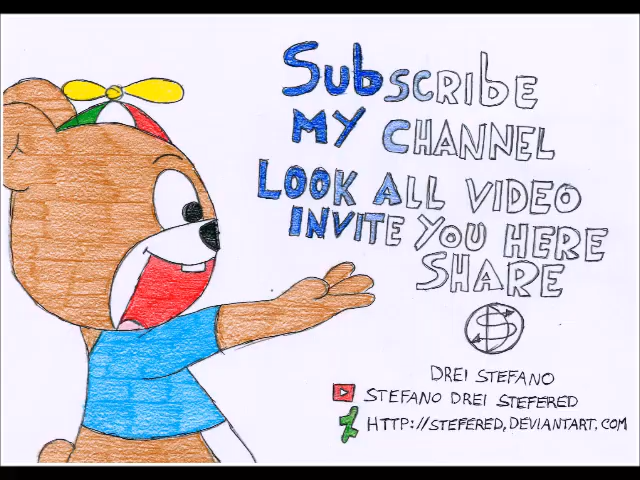 SUBSCRIBE
MY CHANNEL
LOOK ALL VIDEO
INVITE YOU HERE
SHARE
DREI STEFANO
STEFANO DREI STEFERED
HTTP://STEFERED,DEVIANTART.COM